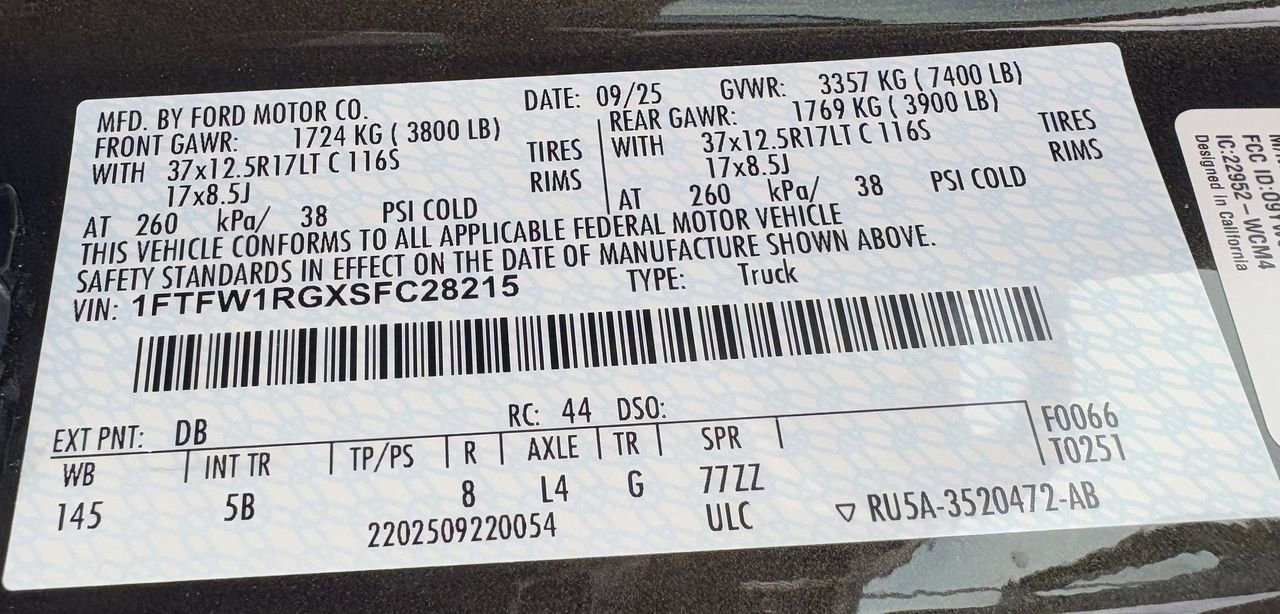 MFD. BY FORD MOTOR CO. DATE: 09/25 GVWR: 3357 KG ( 7400 LB)
FRONT GAWR: 1724 KG ( 3800 LB) REAR GAWR: 1769 KG ( 3900 LB)
WITH 37x12.5R17LT C 116S TIRES WITH 37x12.5R17LT C 116S TIRES
17x8.5J RIMS 17x8.5J RIMS
AT 260 kPa/ 38 PSI COLD AT 260 kPa/ 38 PSI COLD
THIS VEHICLE CONFORMS TO ALL APPLICABLE FEDERAL MOTOR VEHICLE
SAFETY STANDARDS IN EFFECT ON THE DATE OF MANUFACTURE SHOWN ABOVE.
VIN: 1FTFW1RGXSFC28215 TYPE: Truck
EXT PNT: DB RC: 44 DSO:
WB INT TR TP/PS R AXLE TR SPR F0066
145 5B 8 L4 G 77ZZ T0251
2202509220054 ULC ▽ RU5A-3520472-AB
FCC ID:
IC:22952-WCM4
Designed in California